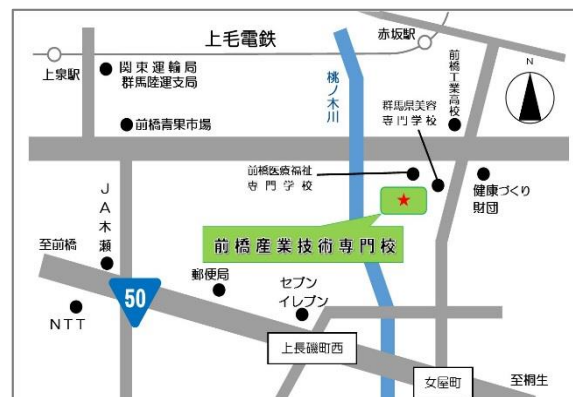 上毛電鉄
赤坂駅
上泉駅
関東運輸局
群馬陸運支局
桃ノ木川
前橋工業高校
N
群馬県美容
専門学校
前橋青果市場
前橋医療福祉
専門学校
健康づくり
財団
JA木瀬
前橋産業技術専門校
至前橋
郵便局
セブン
イレブン
50
NTT
上長磯町西
女屋町
至桐生